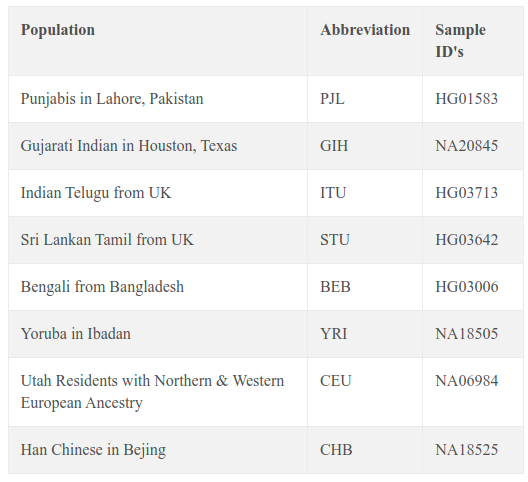 Population Abbreviation Sample
ID's
Punjabis in Lahore, Pakistan PJL HG01583
Gujarati Indian in Houston, Texas GIH NA20845
Indian Telugu from UK ITU HG03713
Sri Lankan Tamil from UK STU HG03642
Bengali from Bangladesh BEB HG03006
Yoruba in Ibadan YRI NA18505
Utah Residents with Northern & Western CEU NA06984
European Ancestry
Han Chinese in Bejing CHB NA18525